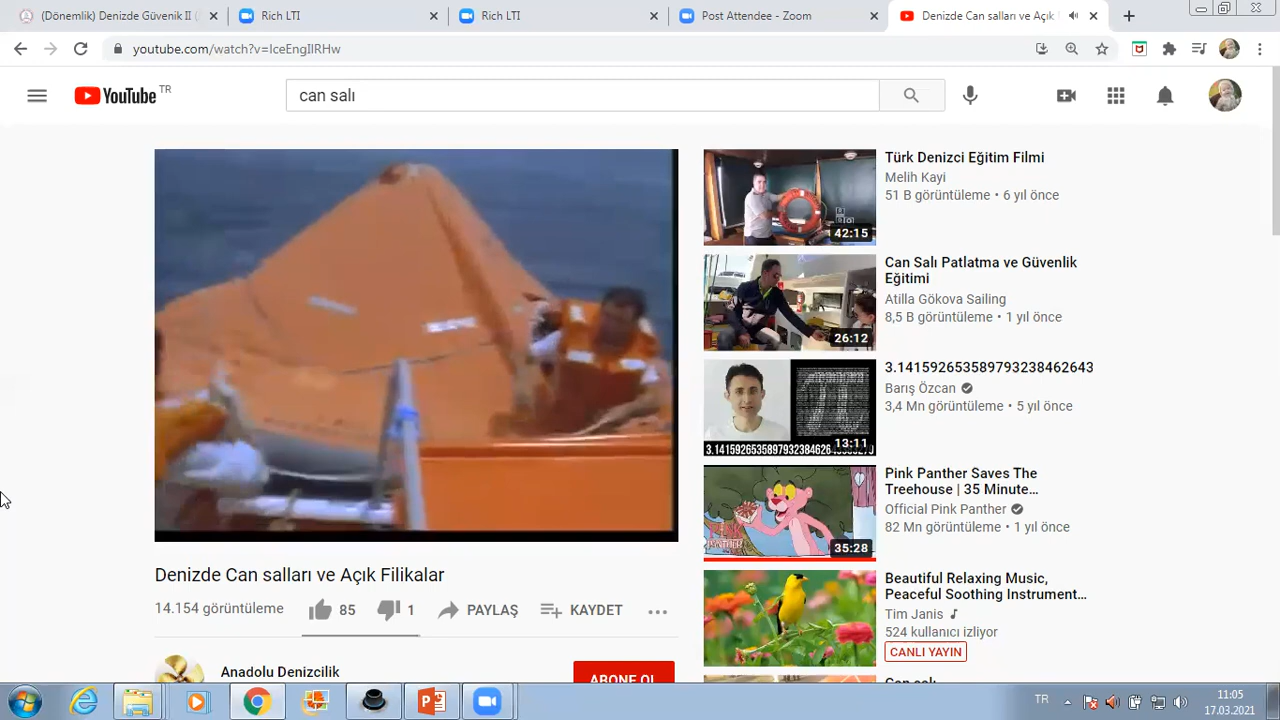 (Dönemlik) Denizde Güvenik II (
Rich LTI
Rich LTI
Post Attendee - Zoom
Denizde Can salları ve Açık
youtube.com/watch?v=IceEngIlRHw
YouTube TR
can salı
Türk Denizci Eğitim Filmi
Melih Kayi
51 B görüntüleme • 6 yıl önce
42:15
Can Salı Patlatma ve Güvenlik
Eğitimi
Atilla Gökova Sailing
8,5 B görüntüleme • 1 yıl önce
26:12
3.141592653589793238462643
Barış Özcan
3,4 Mn görüntüleme • 5 yıl önce
13:11
Pink Panther Saves The
Treehouse | 35 Minute…
Official Pink Panther
82 Mn görüntüleme • 1 yıl önce
35:28
Denizde Can salları ve Açık Filikalar
14.154 görüntüleme
85
1
PAYLAŞ
KAYDET
Beautiful Relaxing Music,
Peaceful Soothing Instrument…
Tim Janis
524 kullanıcı izliyor
CANLI YAYIN
Anadolu Denizcilik
ABONE OL
Can salı
TR
11:05
17.03.2021